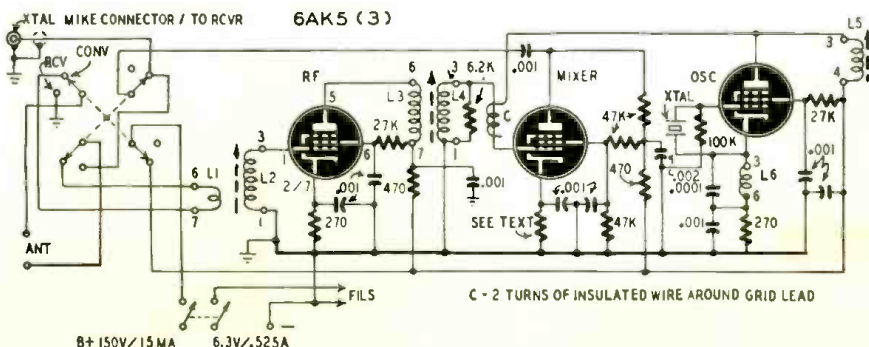 XTAL MIKE CONNECTOR / TO RCVR
6AK5 (3)
CONV
RCV
RF
MIXER
OSC
XTAL
L5
3
4
6
L3
7
3
L4
1
6.2K
C
.001
47K
27K
100K
27K
.001
5
1
6
2/7
.001
470
.001
270
6
L1
7
3
L2
1
SEE TEXT
.001
47K
470
.002
.0001
.001
3
L6
6
270
ANT
FILS
C - 2 TURNS OF INSULATED WIRE AROUND GRID LEAD
B+ 150V/15MA
6.3V/.525A